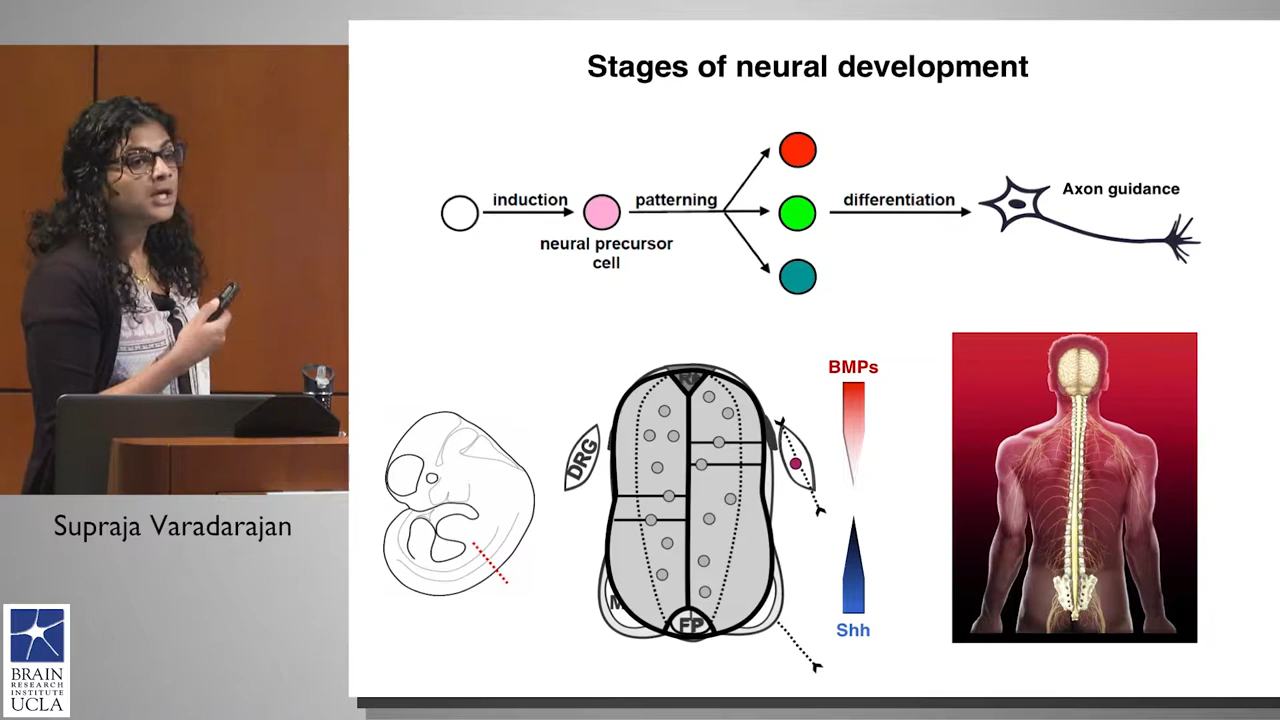 Stages of neural development
induction
patterning
differentiation
Axon guidance
neural precursor
cell
BMPs
DRG
FP
Shh
Supraja Varadarajan
BRAIN
RESEARCH
INSTITUTE
UCLA